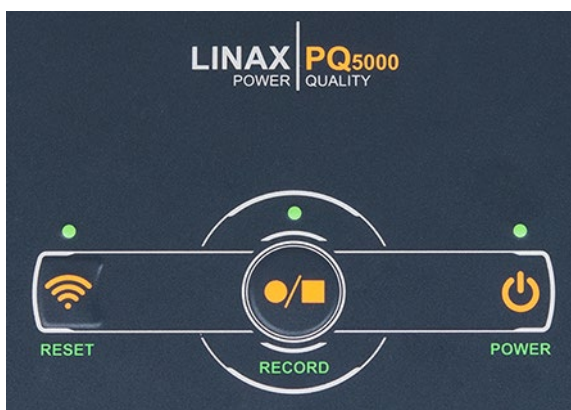 LINAX PQ5000
POWER QUALITY
RESET
RECORD
POWER